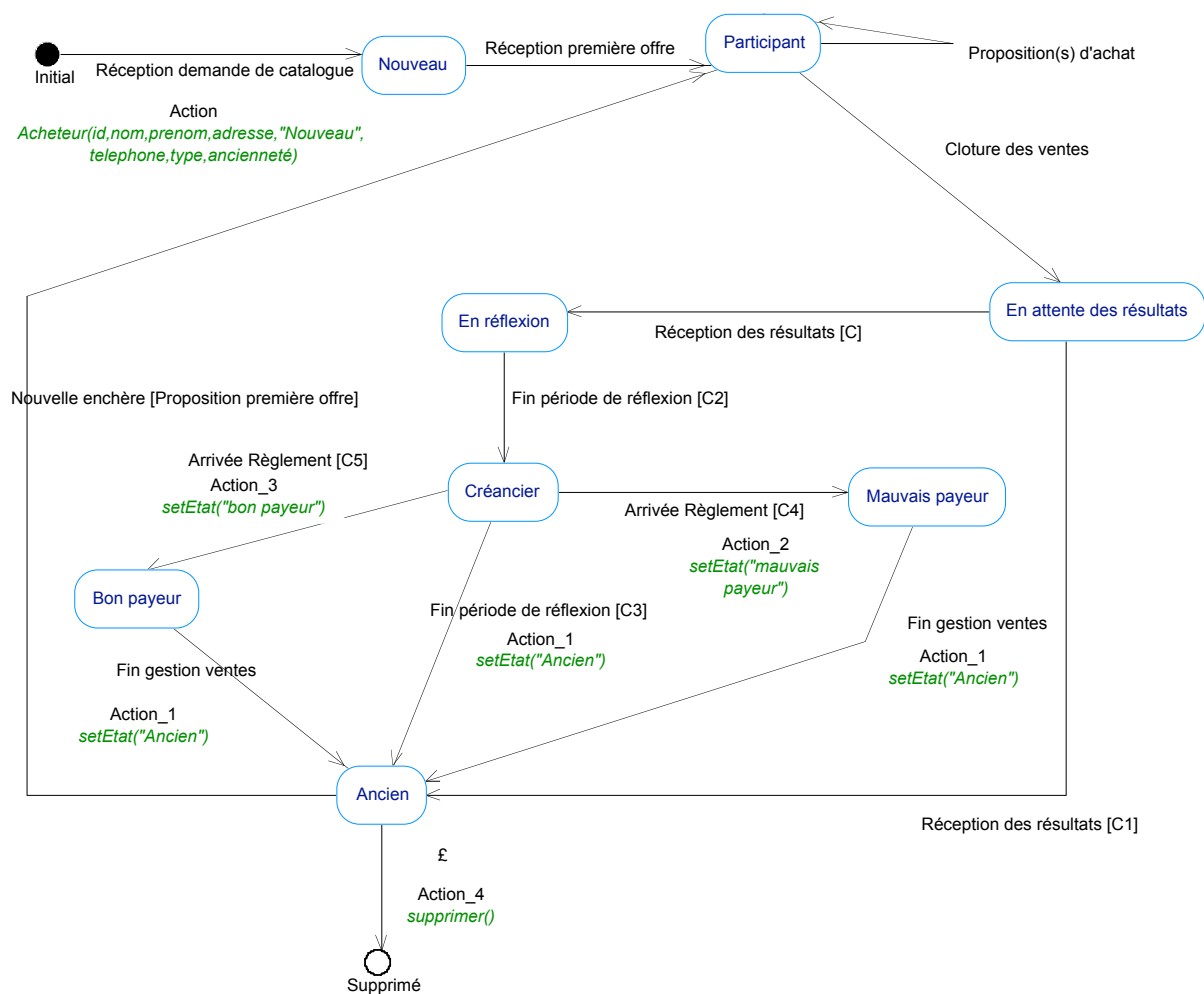 Participant
Réception première offre
Proposition(s) d'achat
Nouveau
Initial
Réception demande de catalogue
Action
Acheteur(id,nom,prenom,adresse,"Nouveau",
telephone,type,ancienneté)
Cloture des ventes
En attente des résultats
En réflexion
Réception des résultats [C]
Nouvelle enchère [Proposition première offre]
Fin période de réflexion [C2]
Arrivée Règlement [C5]
Action_3
setEtat("bon payeur")
Créancier
Mauvais payeur
Arrivée Règlement [C4]
Action_2
setEtat("mauvais
payeur")
Bon payeur
Fin période de réflexion [C3]
Action_1
setEtat("Ancien")
Fin gestion ventes
Action_1
setEtat("Ancien")
Fin gestion ventes
Action_1
setEtat("Ancien")
Ancien
Réception des résultats [C1]
£
Action_4
supprimer()
Supprimé